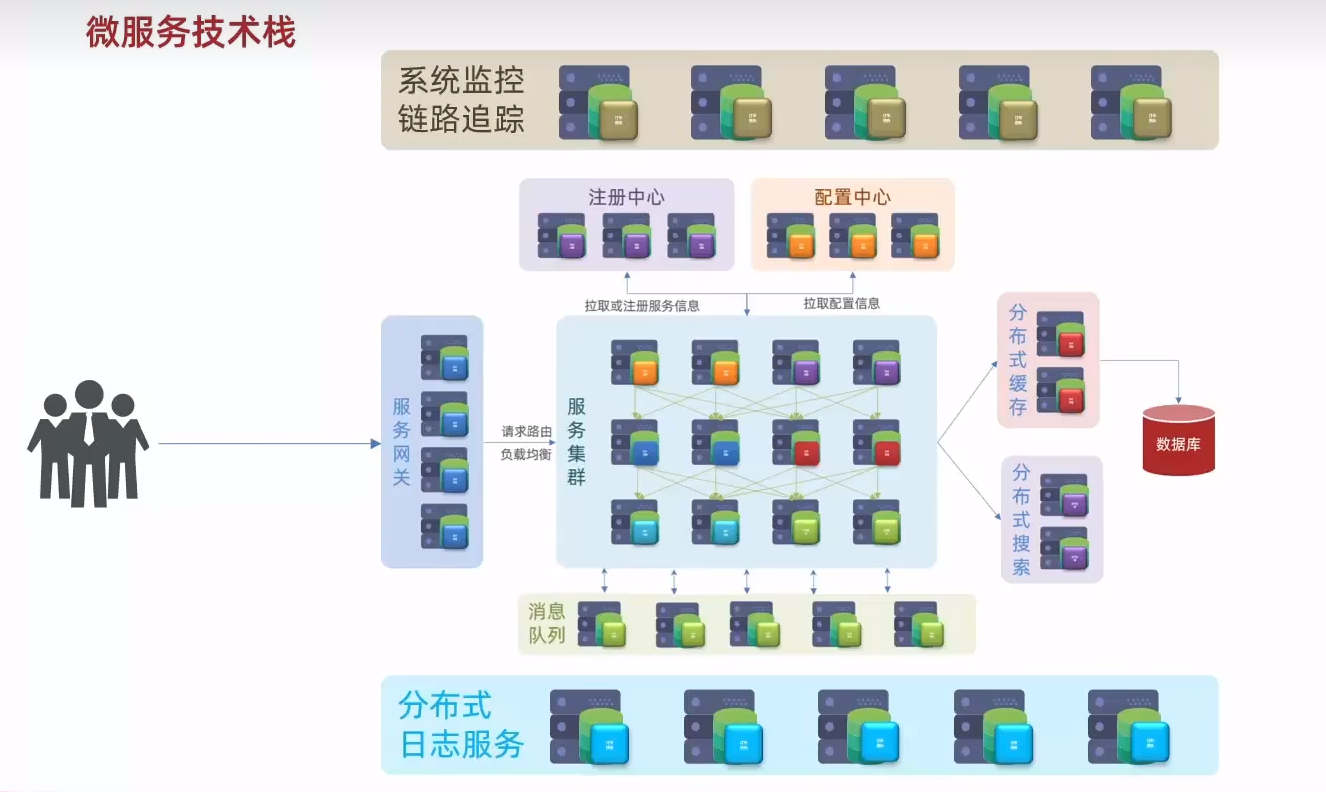 微服务技术栈
系统监控
链路追踪
注册中心
配置中心
拉取或注册服务信息
拉取配置信息
服务网关
请求路由
负载均衡
服务集群
分布式缓存
数据库
分布式搜索
消息
队列
分布式
日志服务